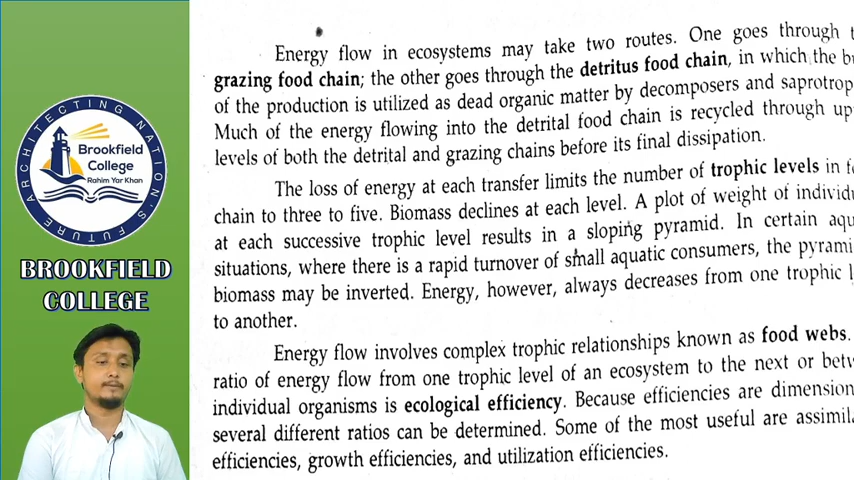 ARCHITECTING NATION'S FUTURE
Brookfield
College
Rahim Yar Khan
BROOKFIELD
COLLEGE
Energy flow in ecosystems may take two routes. One goes through
grazing food chain; the other goes through the detritus food chain, in which the
of the production is utilized as dead organic matter by decomposers and
Much of the energy flowing into the detrital food chain is recycled through
levels of both the detrital and grazing chains before its final dissipation.
The loss of energy at each transfer limits the number of trophic levels in
chain to three to five. Biomass declines at each level. A plot of weight of
at each successive trophic level results in a sloping pyramid. In certain
situations, where there is a rapid turnover of small aquatic consumers, the
biomass may be inverted. Energy, however, always decreases from one trophic
to another.
Energy flow involves complex trophic relationships known as food webs.
ratio of energy flow from one trophic level of an ecosystem to the next or
individual organisms is ecological efficiency. Because efficiencies are
several different ratios can be determined. Some of the most useful are
efficiencies, growth efficiencies, and utilization efficiencies.